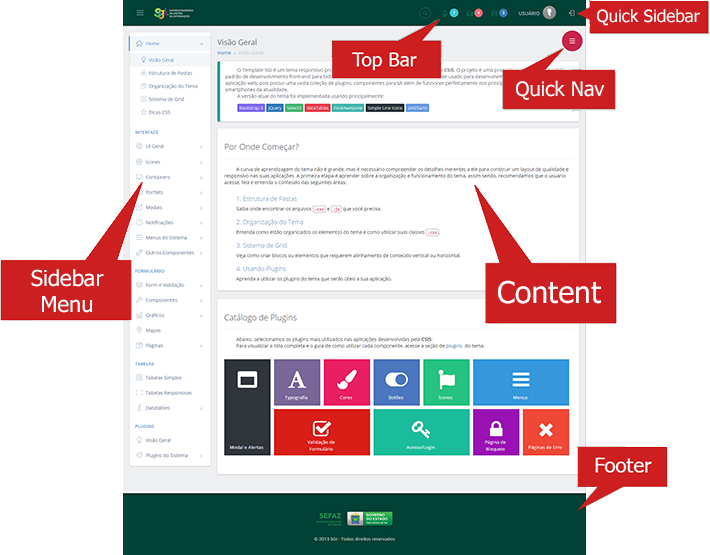 SGI
SUPERINTENDÊNCIA
DE GESTÃO
DA INFORMAÇÃO
USUÁRIO
Quick Sidebar
Top Bar
Quick Nav
Home
Visão Geral
Estrutura de Pastas
Organização do Tema
Sistema de Grid
Dicas CSS
INTERFACE
UI Geral
Ícones
Containers
Portlets
Modais
Notificações
Menus do Sistema
Outros Componentes
FORMULÁRIO
Form e Validação
Componentes
Gráficos
Mapas
Páginas
TABELAS
Tabelas Simples
Tabelas Responsivas
Datatables
PLUGINS
Visão Geral
Plugins do Sistema
Sidebar
Menu
Visão Geral
Home » Visão Geral
O Template SGI é um tema responsivo pro
CSIS. O projeto é uma pro
padrão de desenvolvimento front-end para todo
ser usado para desenvolvim
aplicação web, pois possui uma vasta coleção de plugins, componentes para UI além de funcionar perfeitamente nos princip
smartphones da atualidade.
A versão atual do tema foi implementada usando principalmente:
Bootstrap 3 jQuery Select2 dataTables FontAwesome Simple Line Icons amCharts
Por Onde Começar?
A curva de aprendizagem do tema não é grande, mas é necessário compreender os detalhes inerentes a ele para construir um layout de qualidade e
responsivo nas suas aplicações. A primeira etapa é aprender sobre a organização e funcionamento do tema, assim sendo, recomendamos que o usuário
acesse, leia e entenda o conteúdo das seguintes áreas:
1. Estrutura de Pastas
Saiba onde encontrar os arquivos .css e .js que você precisa.
2. Organização do Tema
Entenda como estão organizados os elementos do tema e como utilizar suas classes .css.
3. Sistema de Grid
Veja como criar blocos ou elementos que requerem alinhamento de conteúdo vertical ou horizontal.
4. Usando Plugins
Aprenda a utilizar os plugins do tema que serão úteis a sua aplicação.
Content
Catálogo de Plugins
Abaixo, selecionamos os plugins mais utilizados nas aplicações desenvolvidas pela CSIS:
Para visualizar a lista completa e o guia de como utilizar cada componente, acesse a seção de plugins do tema.
Modal e Alertas
Typografia
Cores
Botões
Ícones
Menus
Validação de
Formulário
Acesso/Login
Página de
Bloqueio
Páginas de Erro
Footer
SEFAZ
GOVERNO
DO ESTADO
© 2013 SGI - Todos direitos reservados